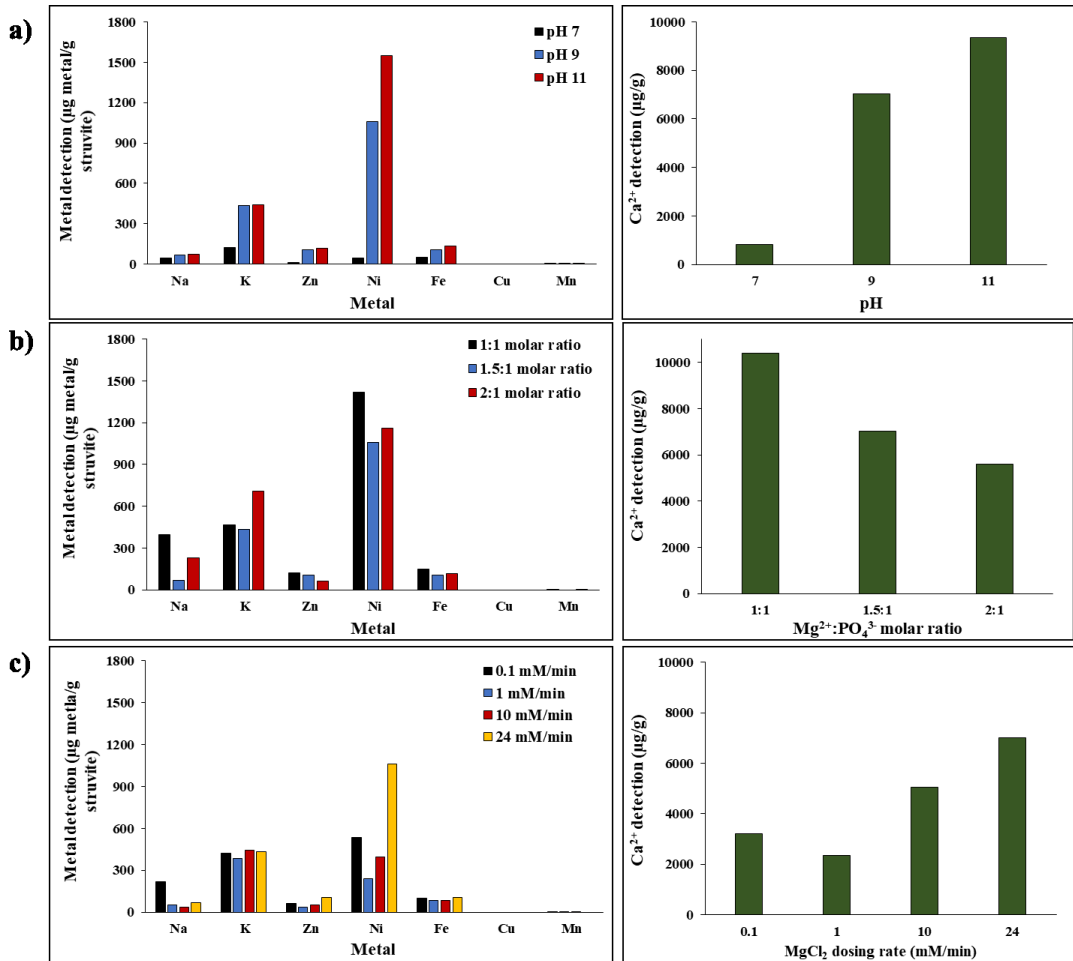 a)
Metal detection (µg metal/g
struvite)
1800
1500
1200
900
600
300
0
pH 7
pH 9
pH 11
Na K Zn Ni Fe Cu Mn
Metal
Ca²⁺ detection (µg/g)
10000
8000
6000
4000
2000
0
7 9 11
pH
b)
Metal detection (µg metal/g
struvite)
1800
1500
1200
900
600
300
0
1:1 molar ratio
1.5:1 molar ratio
2:1 molar ratio
Na K Zn Ni Fe Cu Mn
Metal
Ca²⁺ detection (µg/g)
10000
8000
6000
4000
2000
0
1:1 1.5:1 2:1
Mg²⁺:PO₄³⁻ molar ratio
c)
Metal detection (µg metla/g
struvite)
1800
1500
1200
900
600
300
0
0.1 mM/min
1 mM/min
10 mM/min
24 mM/min
Na K Zn Ni Fe Cu Mn
Metal
Ca²⁺ detection (µg/g)
10000
8000
6000
4000
2000
0
0.1 1 10 24
MgCl₂ dosing rate (mM/min)